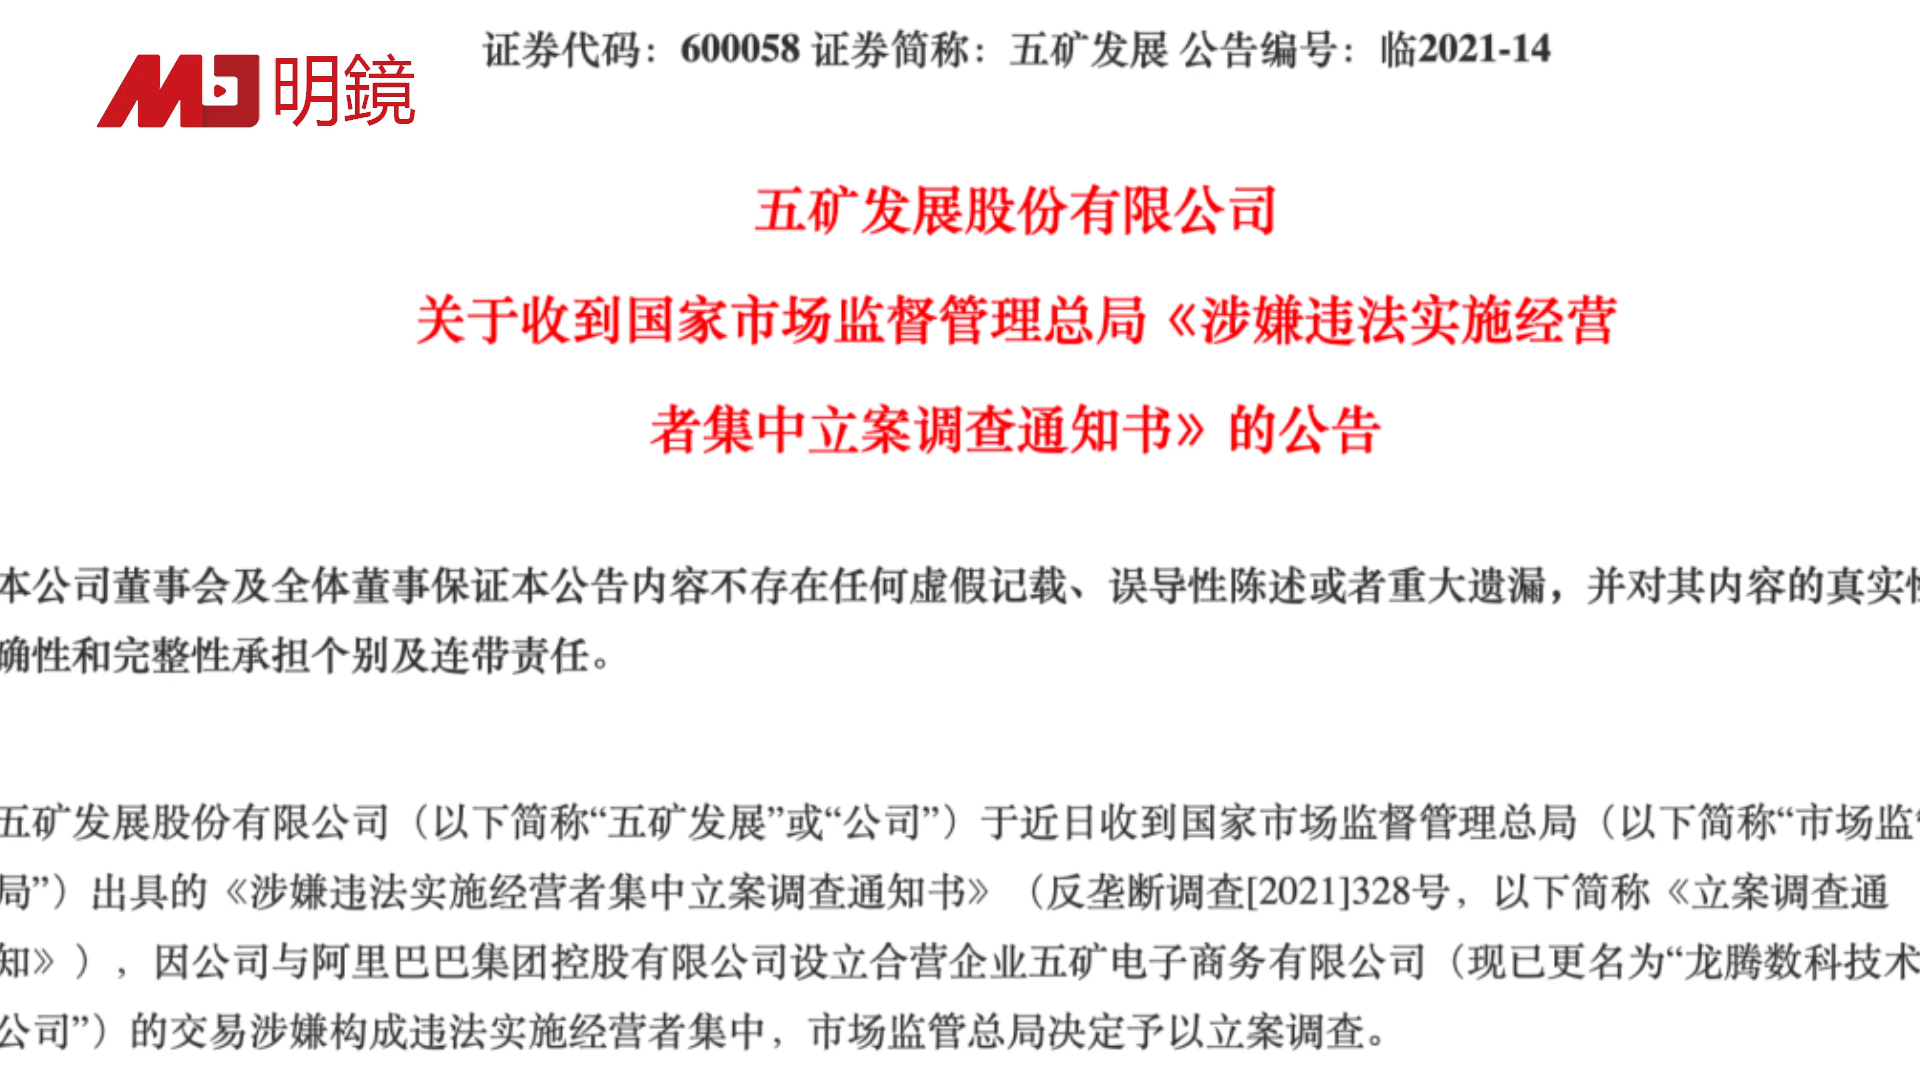 证券代码：600058 证券简称：五矿发展 公告编号：临2021-14
明鏡
五矿发展股份有限公司
关于收到国家市场监督管理总局《涉嫌违法实施经营
者集中立案调查通知书》的公告
本公司董事会及全体董事保证本公告内容不存在任何虚假记载、误导性陈述或者重大遗漏，并对其内容的真实性
确性和完整性承担个别及连带责任。
五矿发展股份有限公司（以下简称“五矿发展”或“公司”）于近日收到国家市场监督管理总局（以下简称“市场监管
局”）出具的《涉嫌违法实施经营者集中立案调查通知书》（反垄断调查[2021]328号，以下简称《立案调查通
知》），因公司与阿里巴巴集团控股有限公司设立合营企业五矿电子商务有限公司（现已更名为“龙腾数科技术
公司”）的交易涉嫌构成违法实施经营者集中，市场监管总局决定予以立案调查。